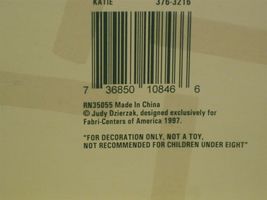 KATIE 376-3216
7 36850 10846 6
RN35055 Made In China
© Judy Dzierzak, designed exclusively for
Fabri-Centers of America 1997.
"FOR DECORATION ONLY, NOT A TOY,
NOT RECOMMENDED FOR CHILDREN UNDER EIGHT"